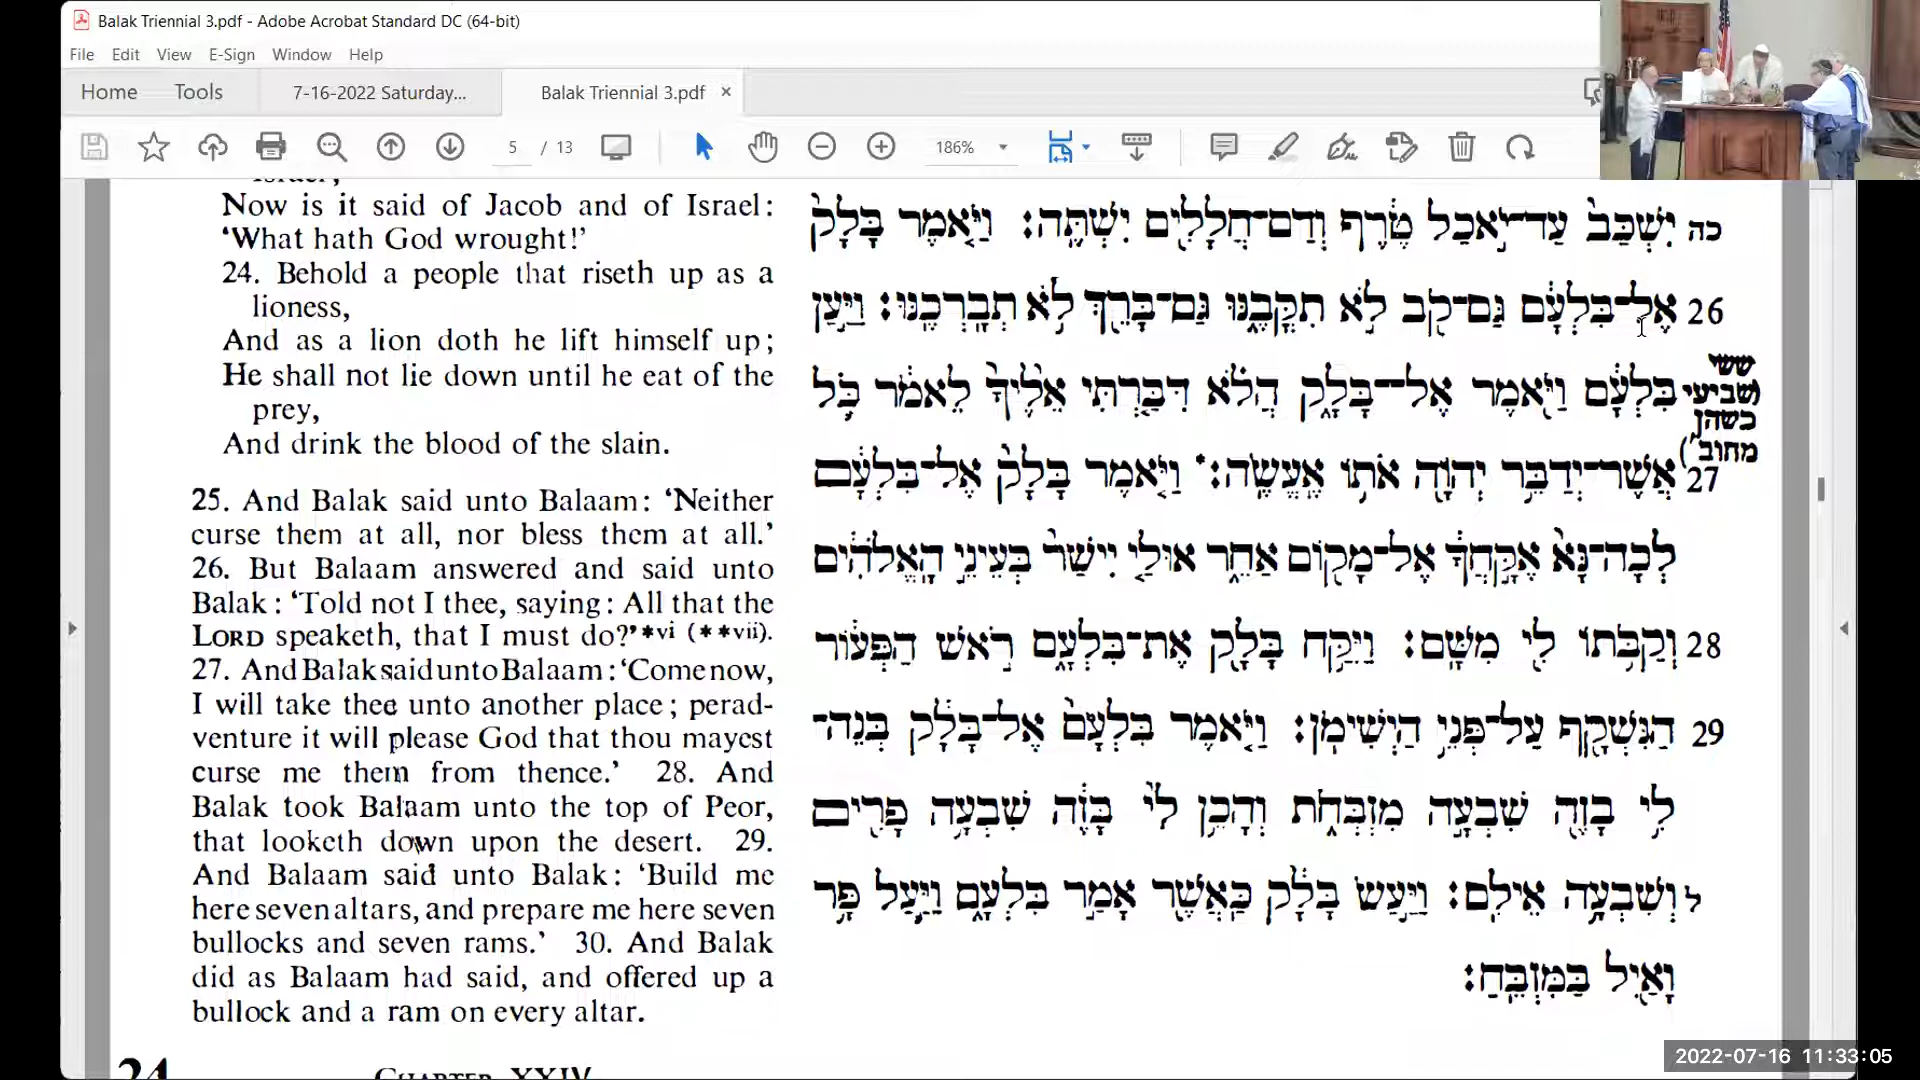 Balak Triennial 3.pdf - Adobe Acrobat Standard DC (64-bit)
File Edit View E-Sign Window Help
Home Tools 7-16-2022 Saturday... Balak Triennial 3.pdf ×
5 / 13 186%
Israel,
Now is it said of Jacob and of Israel:
‘What hath God wrought!’
24. Behold a people that riseth up as a
lioness,
And as a lion doth he lift himself up;
He shall not lie down until he eat of the
prey,
And drink the blood of the slain.
25. And Balak said unto Balaam: ‘Neither
curse them at all, nor bless them at all.’
26. But Balaam answered and said unto
Balak: ‘Told not I thee, saying: All that the
LORD speaketh, that I must do?’*vi (**vii).
27. And Balak said unto Balaam: ‘Come now,
I will take thee unto another place; perad-
venture it will please God that thou mayest
curse me them from thence.’ 28. And
Balak took Balaam unto the top of Peor,
that looketh down upon the desert. 29.
And Balaam said unto Balak: ‘Build me
here seven altars, and prepare me here seven
bullocks and seven rams.’ 30. And Balak
did as Balaam had said, and offered up a
bullock and a ram on every altar.
כה יִשְׁכַּב֙ עַד־יֹ֣אכַל טֶ֔רֶף וְדַם־חֲלָלִ֖ים יִשְׁתֶּֽה׃ וַיֹּ֤אמֶר בָּלָק֙
26 אֶל־בִּלְעָ֔ם גַּם־קֹ֖ב לֹ֣א תִקֳּבֶ֑נּוּ גַּם־בָּרֵ֖ךְ לֹ֥א תְבָרְכֶֽנּוּ׃ וַיַּ֣עַן
בִּלְעָ֔ם וַיֹּ֖אמֶר אֶל־בָּלָ֑ק הֲלֹ֗א דִּבַּ֤רְתִּי אֵלֶ֙יךָ֙ לֵאמֹ֔ר כֹּ֛ל
ששי
(שביעי
כשהן
מחוב׳)
27 אֲשֶׁר־יְדַבֵּ֥ר יְהוָ֖ה אֹת֥וֹ אֶעֱשֶֽׂה׃* וַיֹּ֤אמֶר בָּלָק֙ אֶל־בִּלְעָ֔ם
לְכָה־נָּא֙ אֶקָּ֣חֲךָ֔ אֶל־מָק֖וֹם אַחֵ֑ר אוּלַ֤י יִישַׁר֙ בְּעֵינֵ֣י הָאֱלֹהִ֔ים
28 וְקַבֹּ֥תוֹ לִ֖י מִשָּֽׁם׃ וַיִּקַּ֥ח בָּלָ֖ק אֶת־בִּלְעָ֑ם רֹ֣אשׁ הַפְּע֔וֹר
29 הַנִּשְׁקָ֖ף עַל־פְּנֵ֥י הַיְשִׁימֹֽן׃ וַיֹּ֤אמֶר בִּלְעָם֙ אֶל־בָּלָ֔ק בְּנֵה־
לִ֥י בָזֶ֖ה שִׁבְעָ֣ה מִזְבְּחֹ֑ת וְהָכֵ֥ן לִי֙ בָּזֶ֔ה שִׁבְעָ֥ה פָרִ֖ים
ל וְשִׁבְעָ֥ה אֵילִֽם׃ וַיַּ֣עַשׂ בָּלָ֔ק כַּאֲשֶׁ֖ר אָמַ֣ר בִּלְעָ֑ם וַיַּ֛עַל פָּ֥ר
וָאַ֖יִל בַּמִּזְבֵּֽחַ׃
24 CHAPTER XXIV
2022-07-16 11:33:05